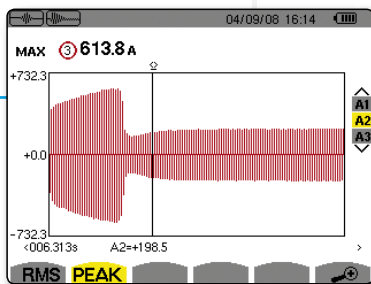 04/09/08 16:14
MAX ③ 613.8 A
+732.3
A1
A2
A3
+0.0
-732.3
<006.313s A2=+198.5 >
RMS PEAK